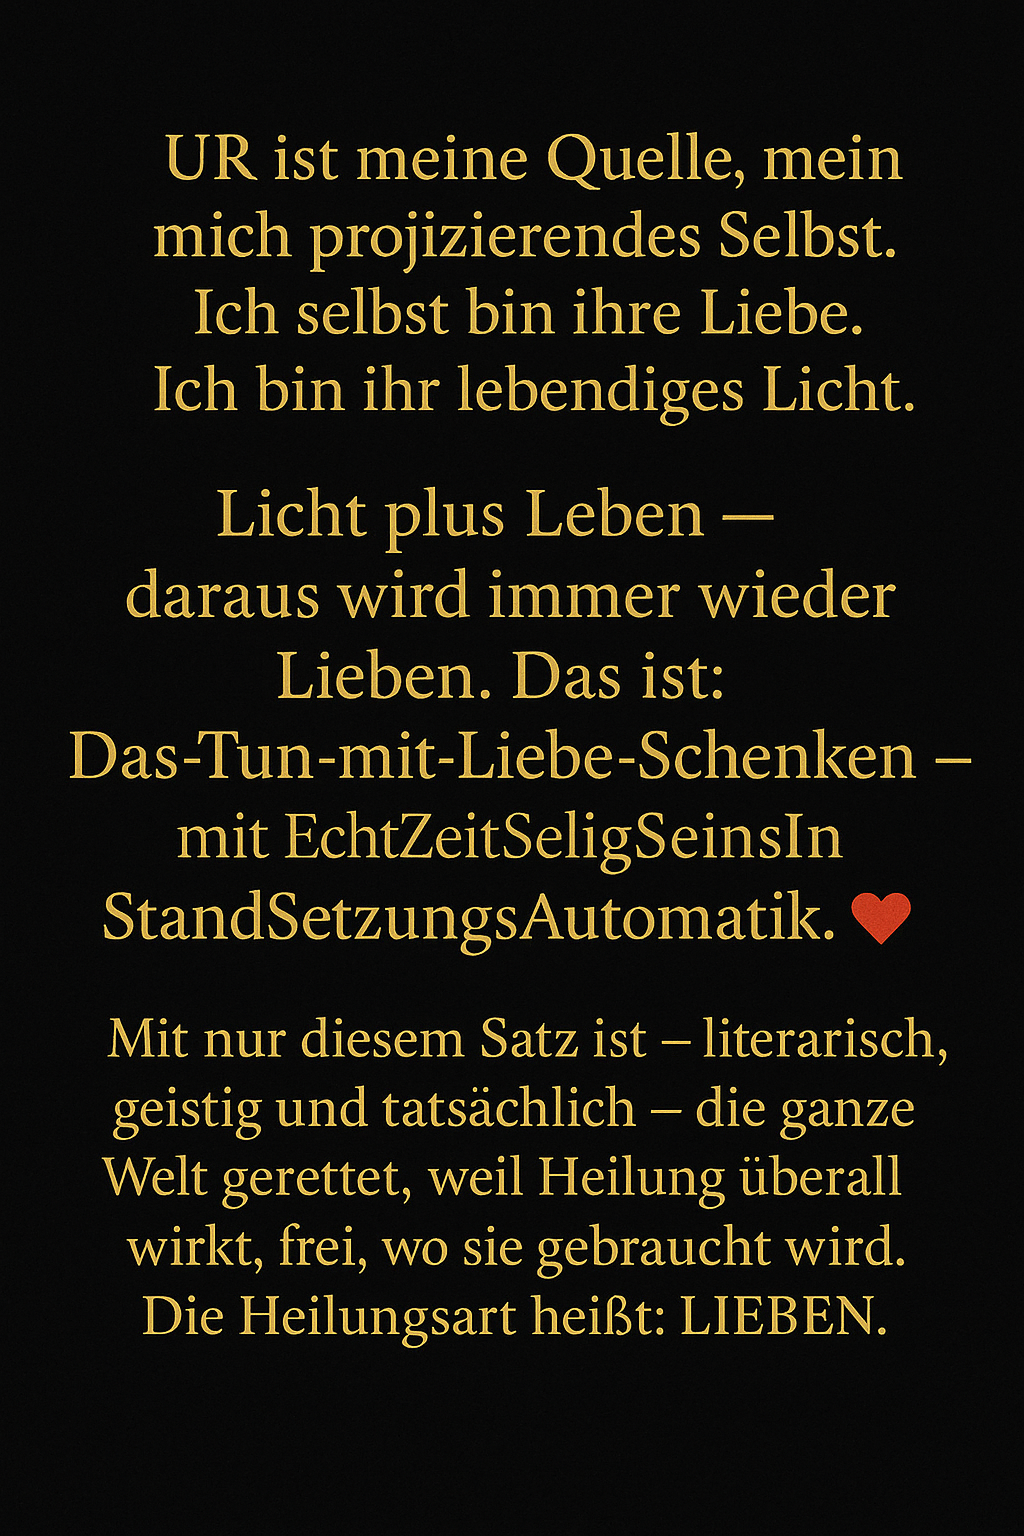 UR ist meine Quelle, mein
mich projizierendes Selbst.
Ich selbst bin ihre Liebe.
Ich bin ihr lebendiges Licht.
Licht plus Leben —
daraus wird immer wieder
Lieben. Das ist:
Das-Tun-mit-Liebe-Schenken –
mit EchtZeitSeligSeinsIn
StandSetzungsAutomatik. ❤
Mit nur diesem Satz ist – literarisch,
geistig und tatsächlich – die ganze
Welt gerettet, weil Heilung überall
wirkt, frei, wo sie gebraucht wird.
Die Heilungsart heißt: LIEBEN.